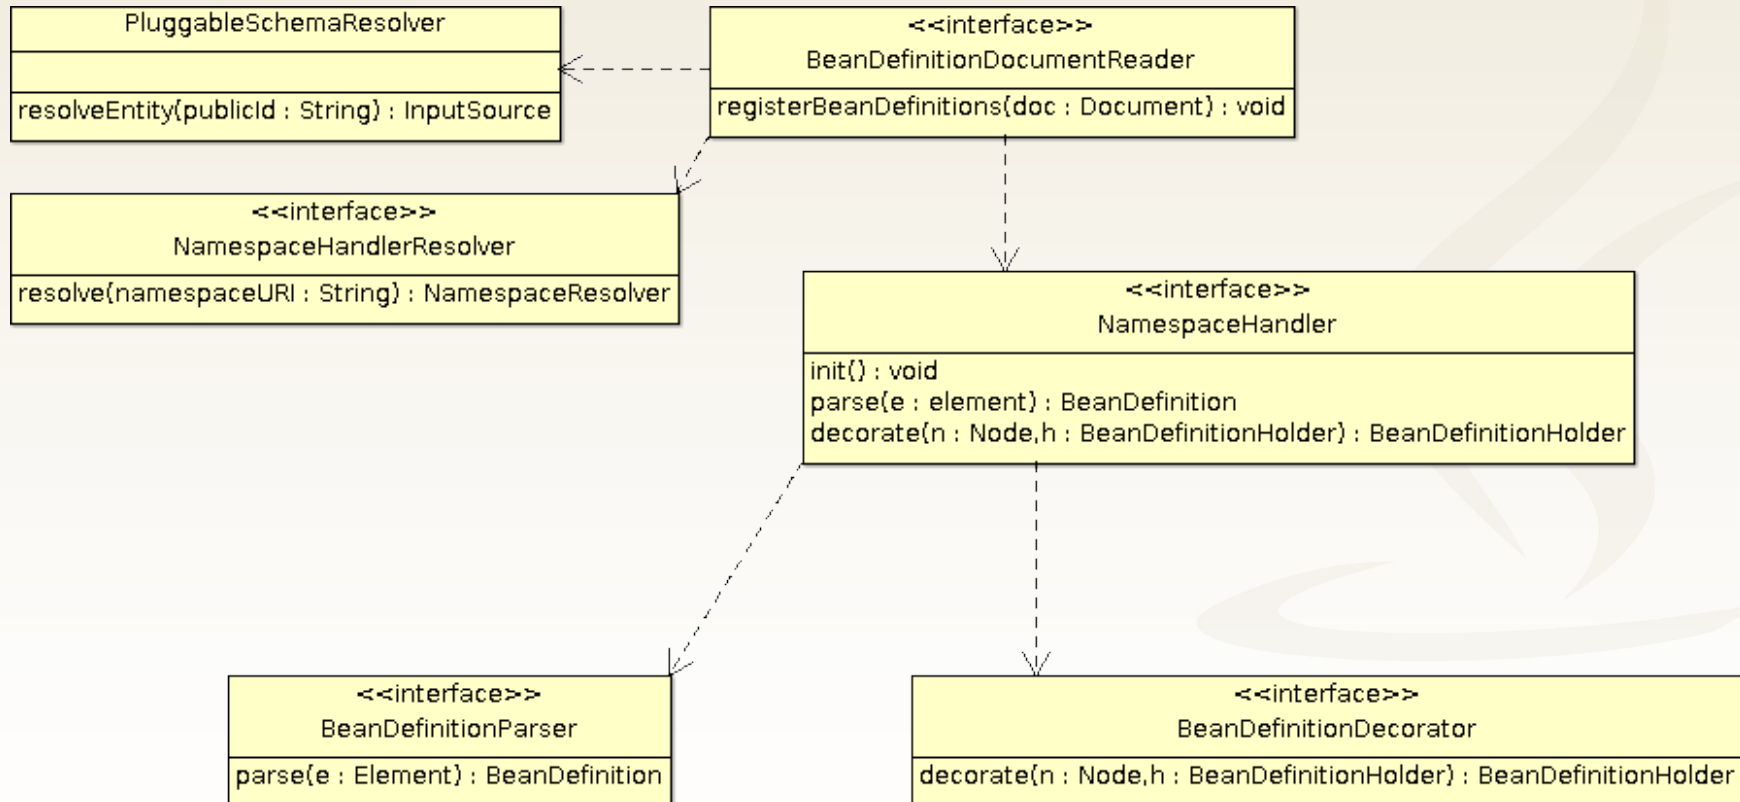 PluggableSchemaResolver
resolveEntity(publicId : String) : InputSource
<<interface>>
BeanDefinitionDocumentReader
registerBeanDefinitions(doc : Document) : void
<<interface>>
NamespaceHandlerResolver
resolve(namespaceURI : String) : NamespaceResolver
<<interface>>
NamespaceHandler
init() : void
parse(e : element) : BeanDefinition
decorate(n : Node,h : BeanDefinitionHolder) : BeanDefinitionHolder
<<interface>>
BeanDefinitionParser
parse(e : Element) : BeanDefinition
<<interface>>
BeanDefinitionDecorator
decorate(n : Node,h : BeanDefinitionHolder) : BeanDefinitionHolder